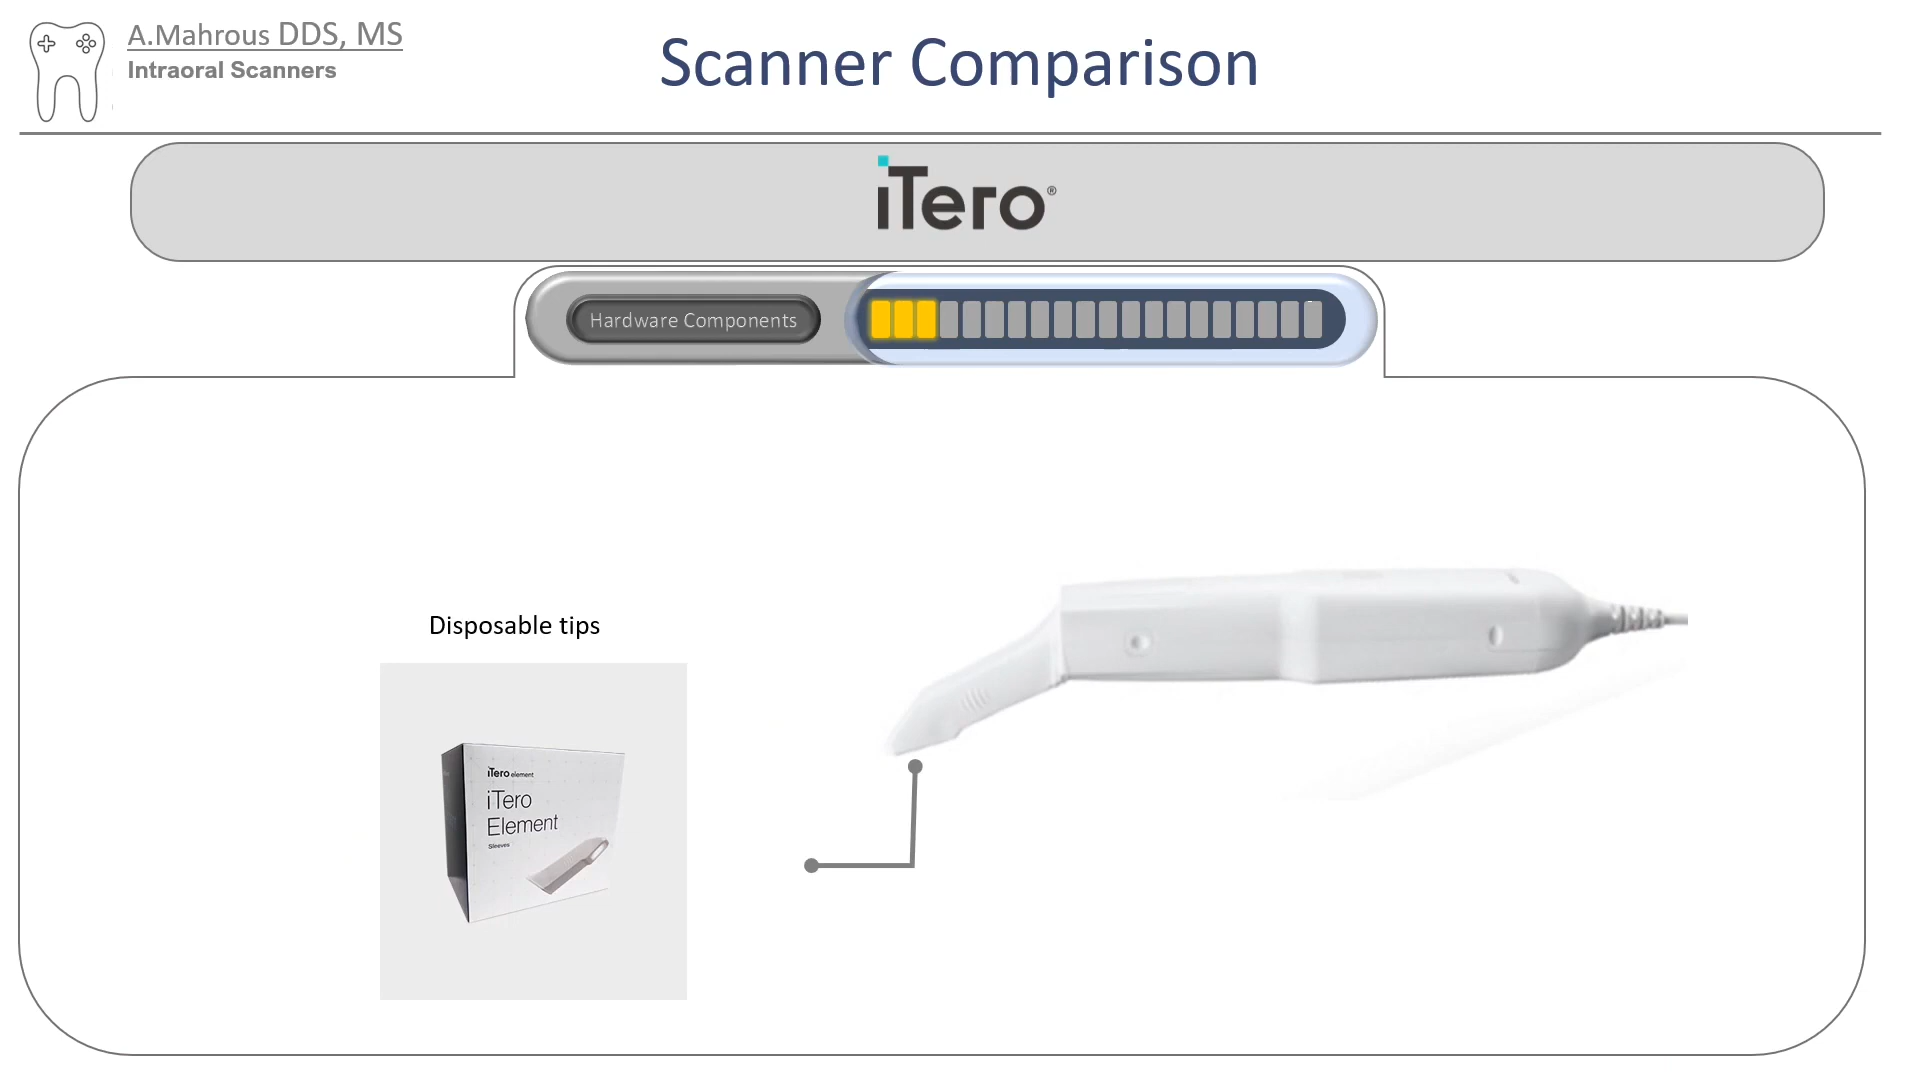 A.Mahrous DDS, MS
Intraoral Scanners
Scanner Comparison
iTero®
Hardware Components
Disposable tips
iTero element
iTero
Element
Sleeves